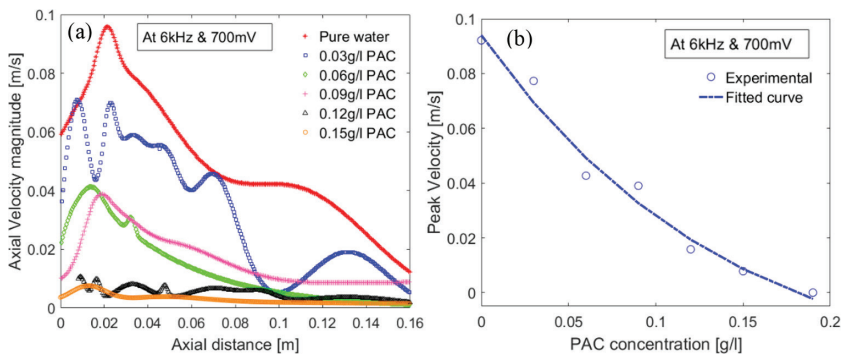 (a)
At 6kHz & 700mV
Pure water
0.03g/l PAC
0.06g/l PAC
0.09g/l PAC
0.12g/l PAC
0.15g/l PAC
Axial Velocity magnitude [m/s]
0.1
0.08
0.06
0.04
0.02
0
0 0.02 0.04 0.06 0.08 0.10 0.12 0.14 0.16
Axial distance [m]
(b)
At 6kHz & 700mV
Experimental
Fitted curve
Peak Velocity [m/s]
0.1
0.08
0.06
0.04
0.02
0
0 0.05 0.10 0.15 0.2
PAC concentration [g/l]